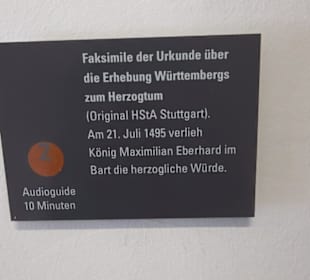 Faksimile der Urkunde über
die Erhebung Württembergs
zum Herzogtum
(Original HStA Stuttgart).
Am 21. Juli 1495 verlieh
König Maximilian Eberhard im
Bart die herzogliche Würde.
Audioguide
10 Minuten